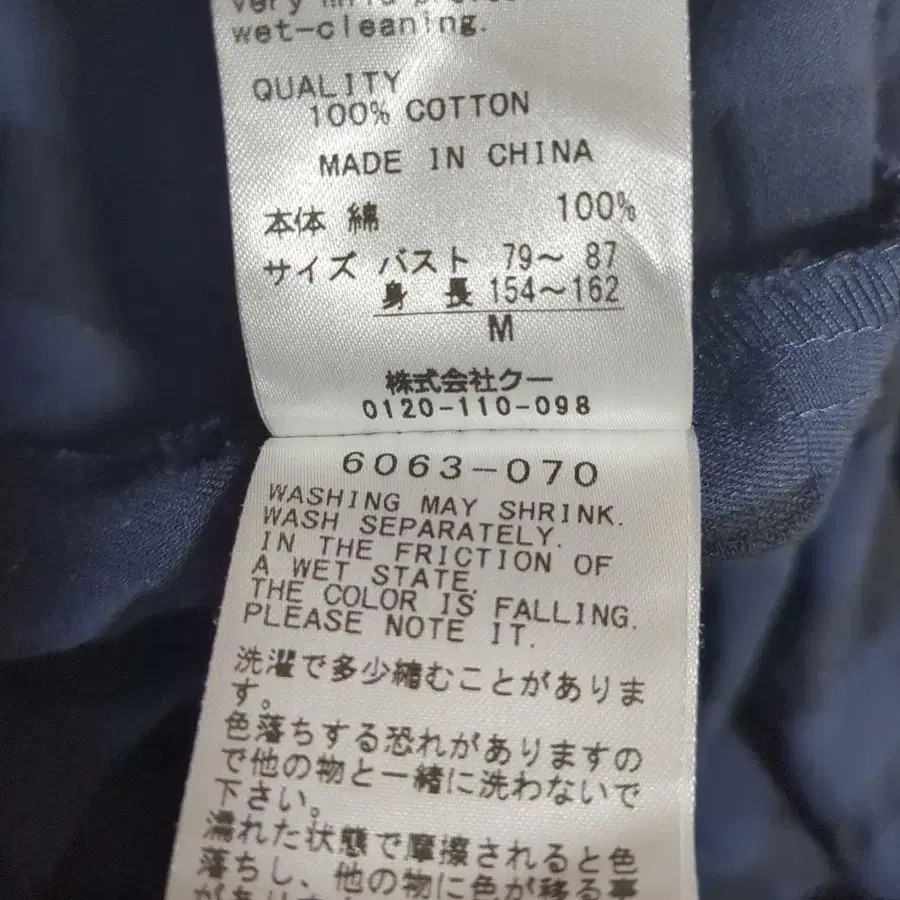 very mild
wet-cleaning.
QUALITY
100% COTTON
MADE IN CHINA
本体 綿 100%
サイズ バスト 79〜 87
身 長 154〜162
M
株式会社クー
0120-110-098
6063-070
WASHING MAY SHRINK.
WASH SEPARATELY.
IN THE FRICTION OF
A WET STATE.
THE COLOR IS FALLING.
PLEASE NOTE IT.
洗濯で多少縮むことがありま
す。
色落ちする恐れがありますの
で他の物と一緒に洗わないで
下さい。
濡れた状態で摩擦されると色
落ちし、他の物に色が移る事
があり